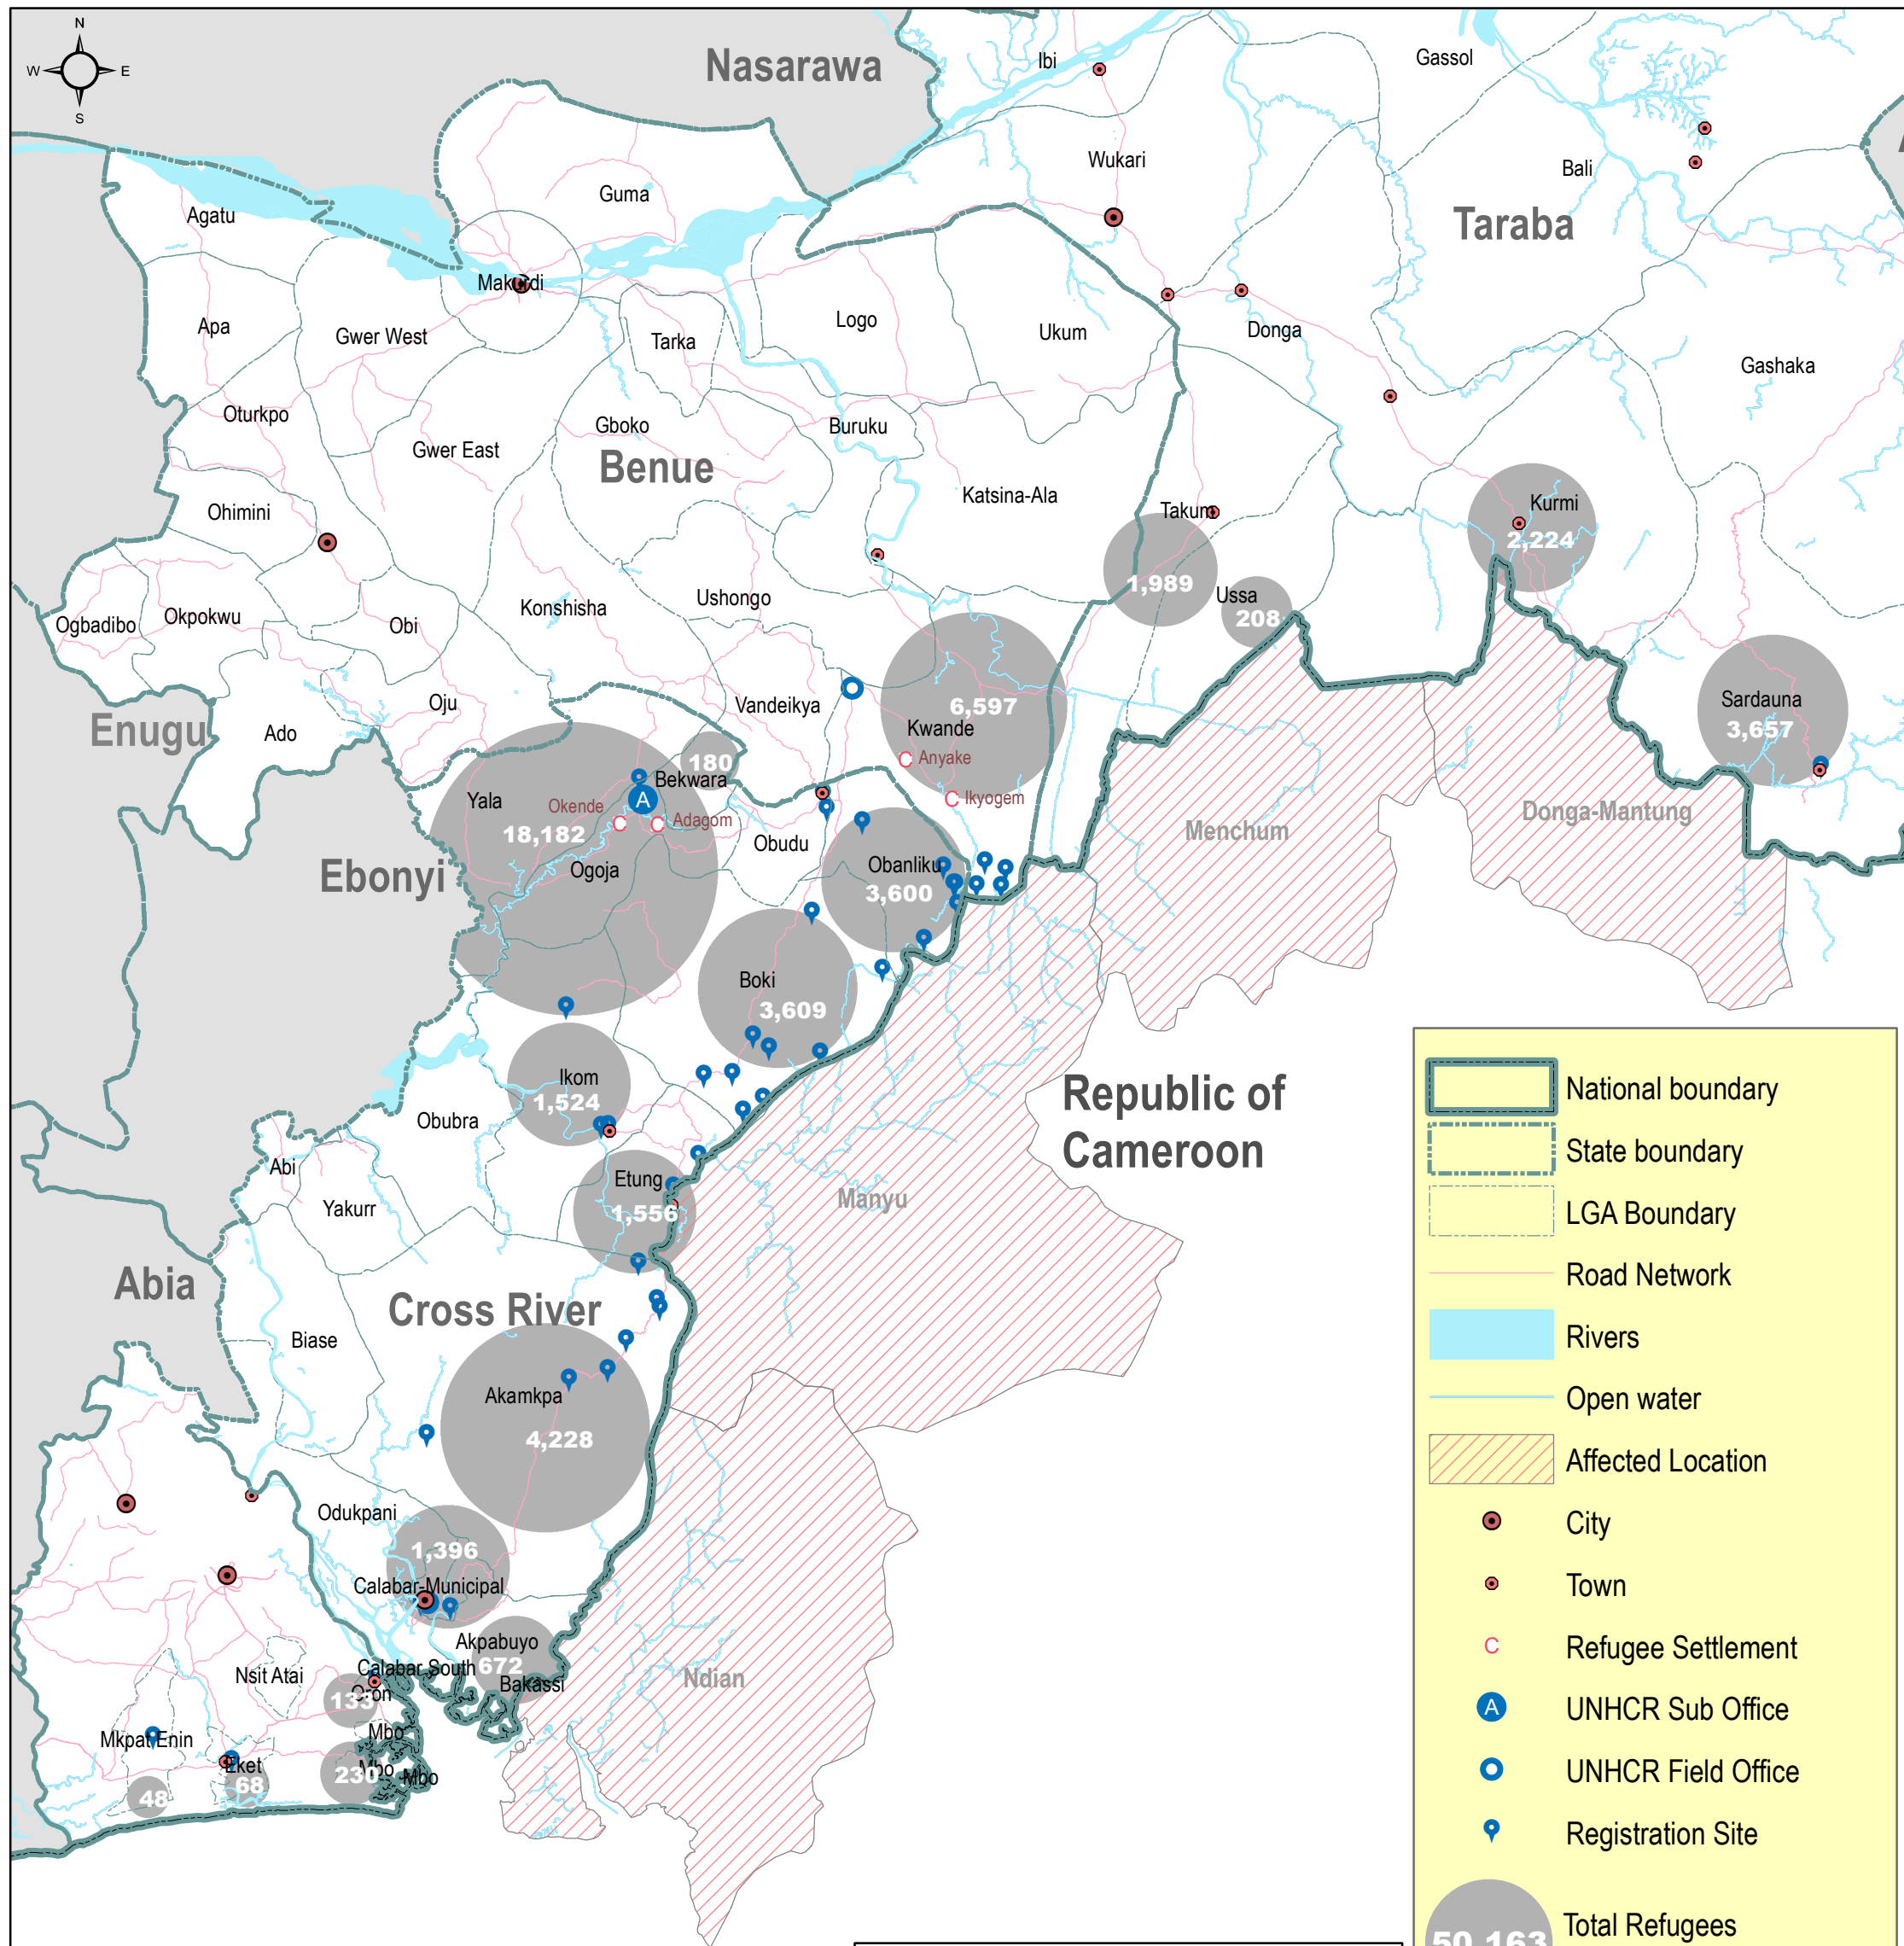 N
W
E
S
Nasarawa
Ibi
Gassol
Wukari
Bali
Guma
Agatu
Taraba
Makurdi
Apa
Gwer West
Tarka
Logo
Ukum
Donga
Gashaka
Oturkpo
Gwer East
Gboko
Buruku
Benue
Katsina-Ala
Ohimini
Takum
Kurmi
2,224
1,989
Ussa
208
Ogbadibo
Okpokwu
Obi
Konshisha
Ushongo
Enugu
Ado
Oju
Vandeikya
6,597
Kwande
Anyake
Ikyogem
Sardauna
3,657
180
Bekwara
Yala
Okende
A
Adagom
18,182
Ogoja
Obudu
Obanliku
3,600
Menchum
Donga-Mantung
Ebonyi
Boki
3,609
Ikom
1,524
Obubra
Republic of
Cameroon
Abi
Yakurr
Etung
1,556
Manyu
Abia
Cross River
Biase
Akamkpa
4,228
Odukpani
1,396
Calabar-Municipal
Akpabuyo
672
Calabar South
Bakassi
Nsit Atai
133
Oron
Ndian
Mkpat Enin
Mbo
Eket
68
48
230
Mbo
Mbo
National boundary
State boundary
LGA Boundary
Road Network
Rivers
Open water
Affected Location
City
Town
C Refugee Settlement
A UNHCR Sub Office
UNHCR Field Office
Registration Site
Total Refugees
50,163